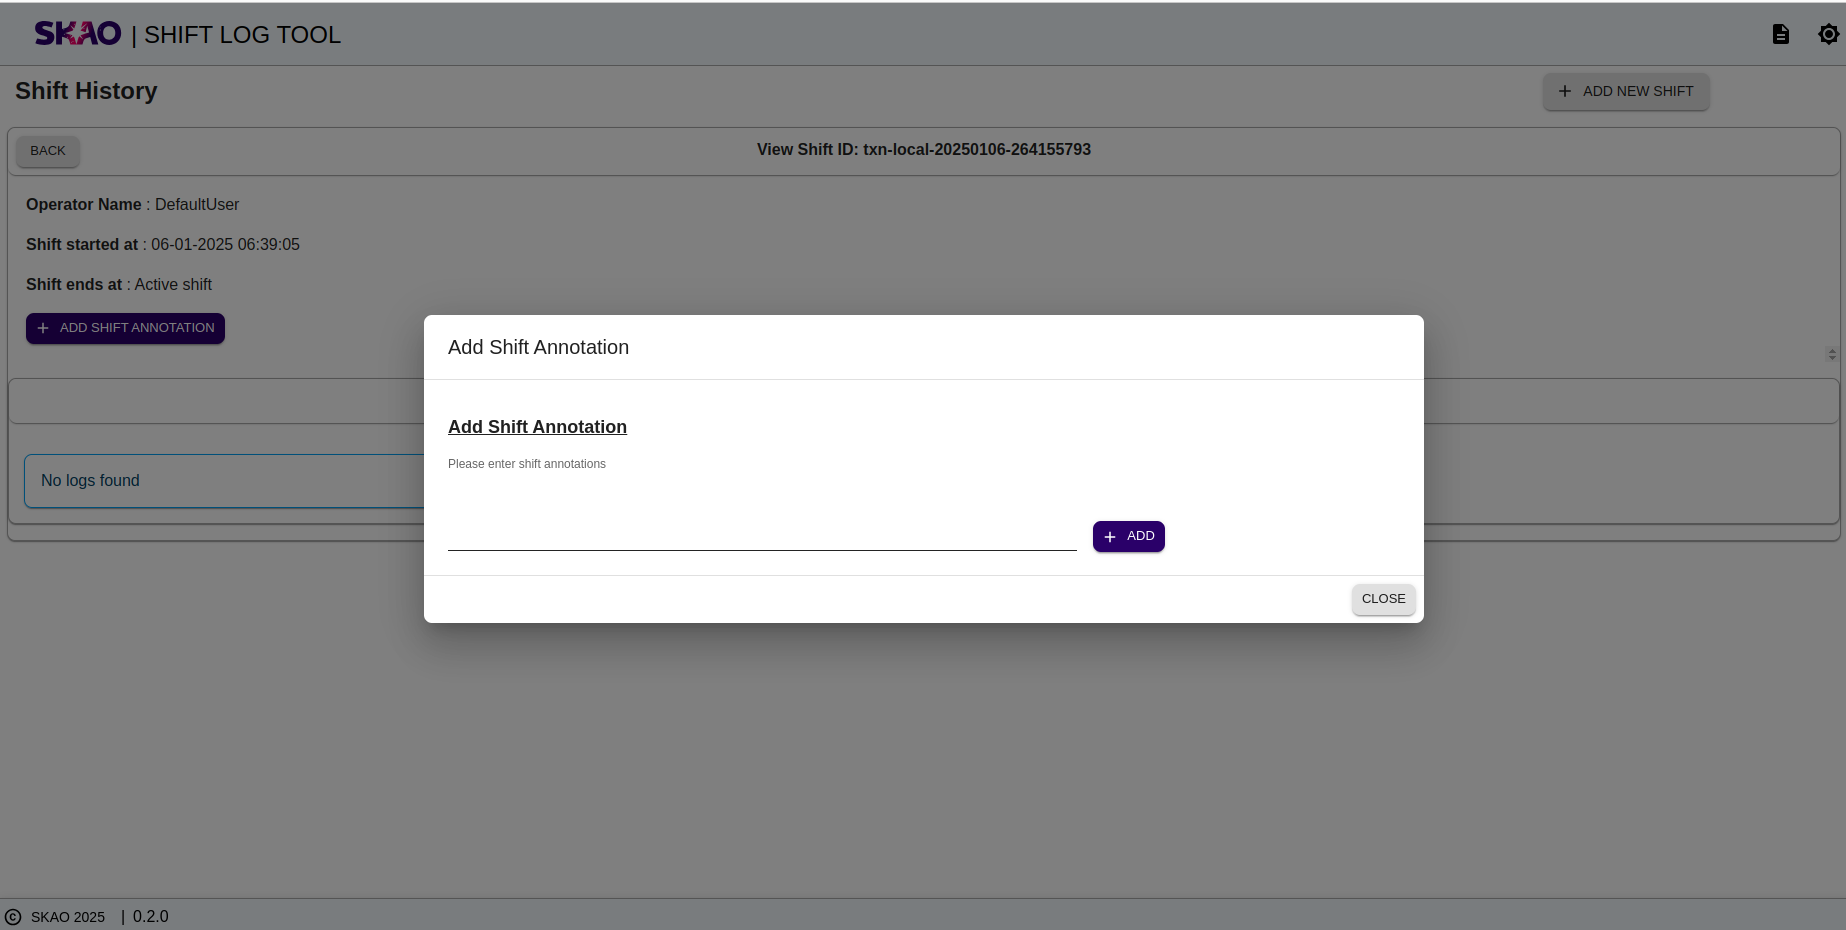 SKAO | SHIFT LOG TOOL
Shift History
ADD NEW SHIFT
BACK
View Shift ID: txn-local-20250106-264155793
Operator Name : DefaultUser
Shift started at : 06-01-2025 06:39:05
Shift ends at : Active shift
ADD SHIFT ANNOTATION
No logs found
Add Shift Annotation
Add Shift Annotation
Please enter shift annotations
ADD
CLOSE
© SKAO 2025 | 0.2.0